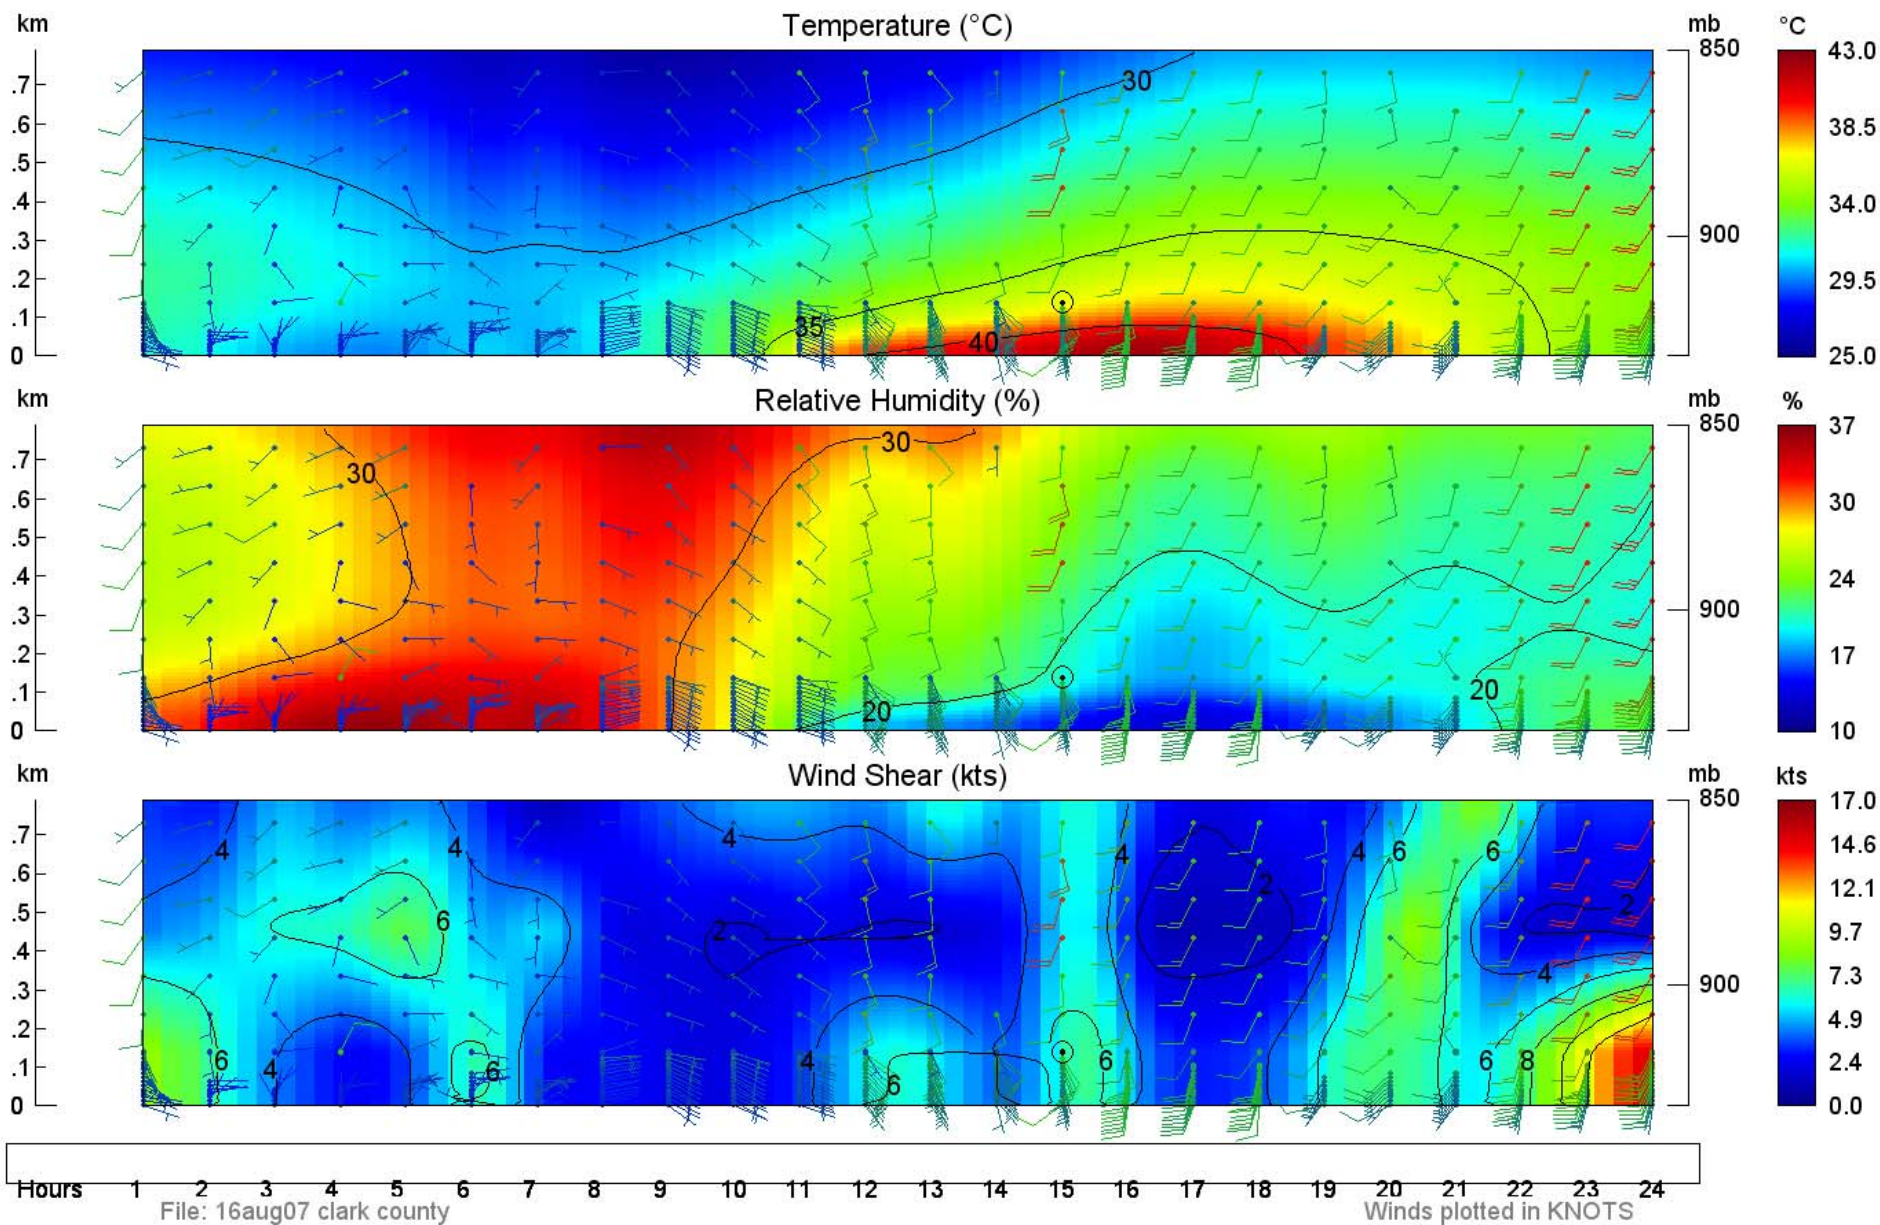 km Temperature (°C) mb °C
850 43.0
.7 30
.6 38.5
.5
.4 34.0
.3 900
.2 29.5
.1 35
0 40 25.0
km Relative Humidity (%) mb %
850 37
.7 30 30
.6 30
.5
.4 24
.3 900
.2 17
.1 20 20
0 10
km Wind Shear (kts) mb kts
850 17.0
.7 4 4 4 4 4 6 6 14.6
.6 2 12.1
.5 6 2 2 9.7
.4 4 7.3
.3 900
.2 4.9
.1 6 4 6 4 6 6 6 8 2.4
0 0.0
Hours 1 2 3 4 5 6 7 8 9 10 11 12 13 14 15 16 17 18 19 20 21 22 23 24
File: 16aug07 clark county Winds plotted in KNOTS